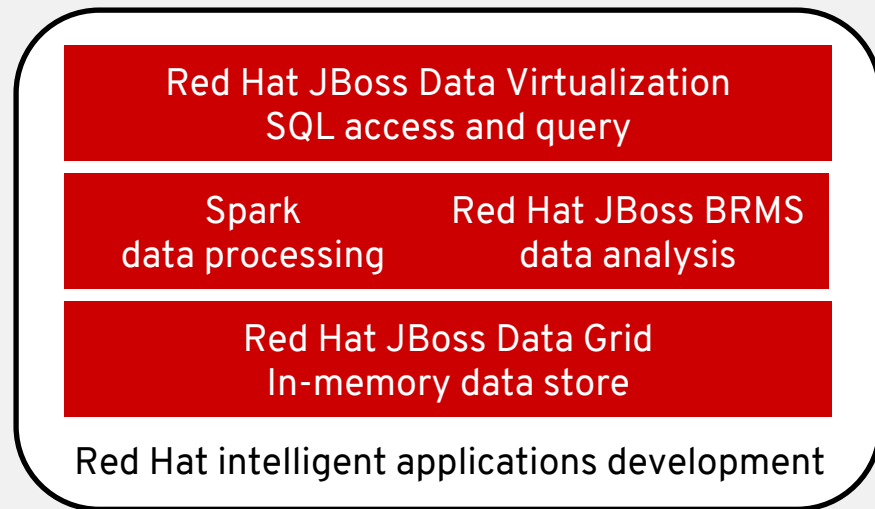 Red Hat JBoss Data Virtualization
SQL access and query
Spark
data processing
Red Hat JBoss BRMS
data analysis
Red Hat JBoss Data Grid
In-memory data store
Red Hat intelligent applications development